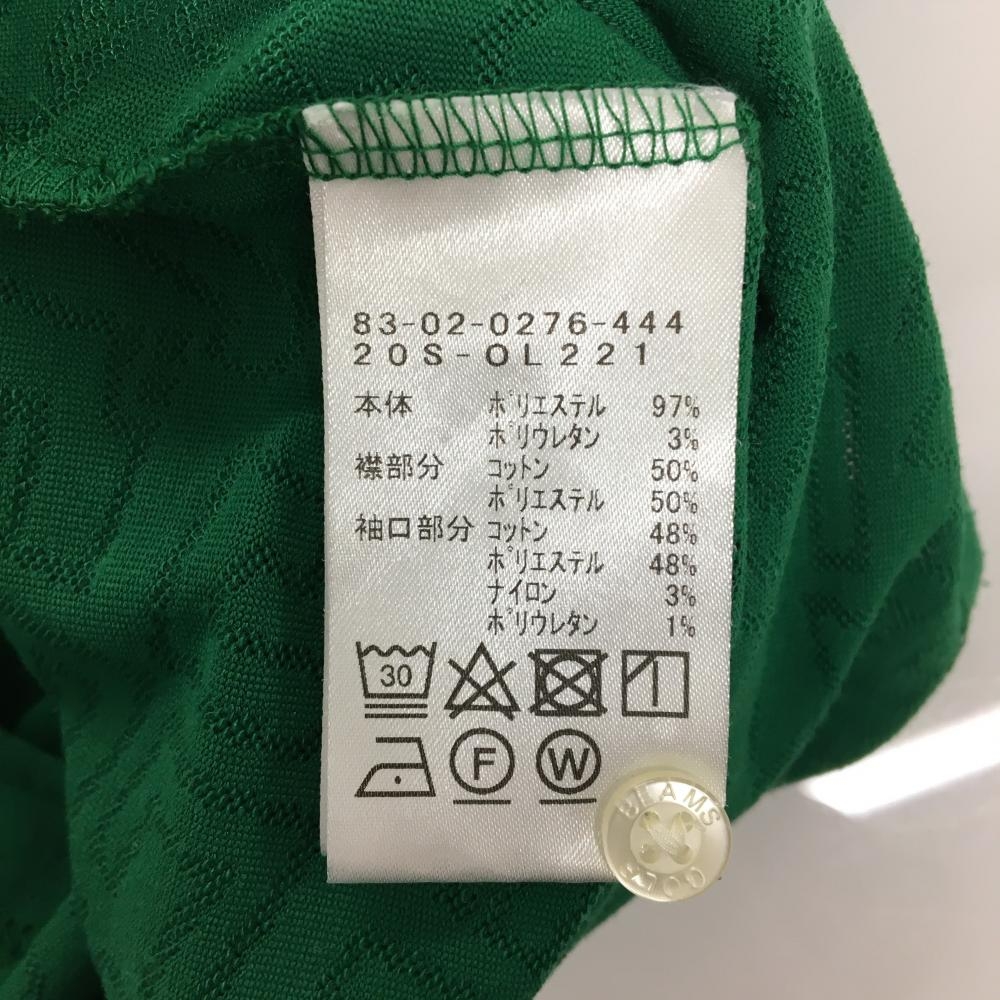 83-02-0276-444
20S-OL221
本体 ポリエステル 97%
ポリウレタン 3%
襟部分 コットン 50%
ポリエステル 50%
袖口部分 コットン 48%
ポリエステル 48%
ナイロン 3%
ポリウレタン 1%
30
F W
BEAMS
GOLF